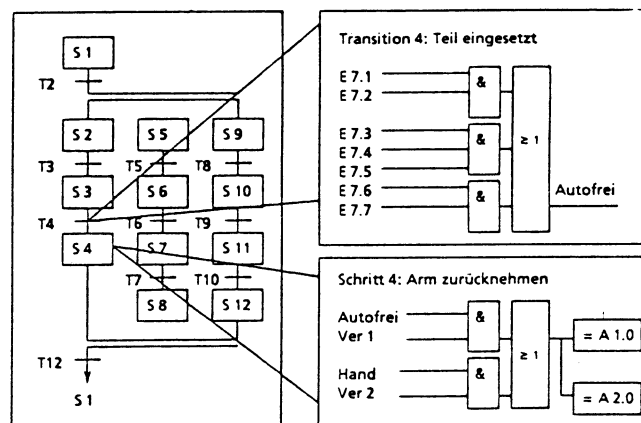 S 1
T2
S 2 S 5 S 9
T3 T5 T8
S 3 S 6 S 10
T4 T6 T9
S 4 S 7 S 11
T7 T10
S 8 S 12
T12
S 1
Transition 4: Teil eingesetzt
E 7.1
E 7.2
&
E 7.3
E 7.4
E 7.5
&
E 7.6
E 7.7
&
≥ 1
Autofrei
Schritt 4: Arm zurücknehmen
Autofrei
Ver 1
&
Hand
Ver 2
&
≥ 1
= A 1.0
= A 2.0